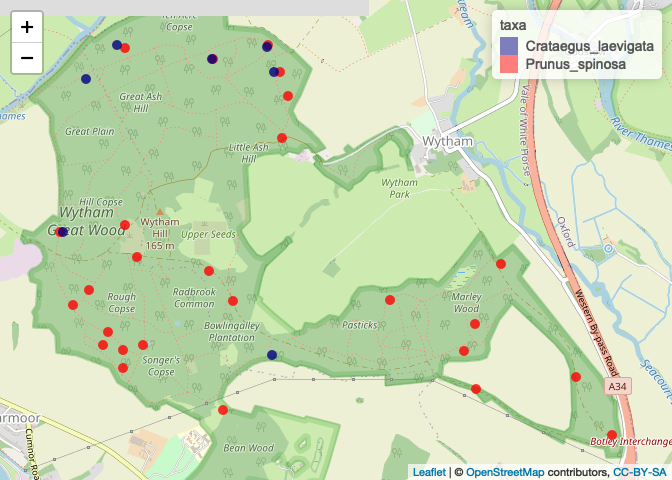 +
−
Copse
taxa
Crataegus_laevigata
Prunus_spinosa
Great Ash
Hill
Great Plain
Little Ash
Hill
Wytham
Vale of White Horse
River Thames
Wytham
Park
Hill Copse
Wytham
Great Wood
Wytham
Hill
165 m
Upper Seeds
Oxford
Rough
Copse
Radbrook
Common
Marley
Wood
Western By-pass Road
Bowlingalley
Plantation
Pasticks
Songer's
Copse
Seacourt
A34
armoor
Cumnor Road
Bean Wood
Botley Interchange
Leaflet | © OpenStreetMap contributors, CC-BY-SA